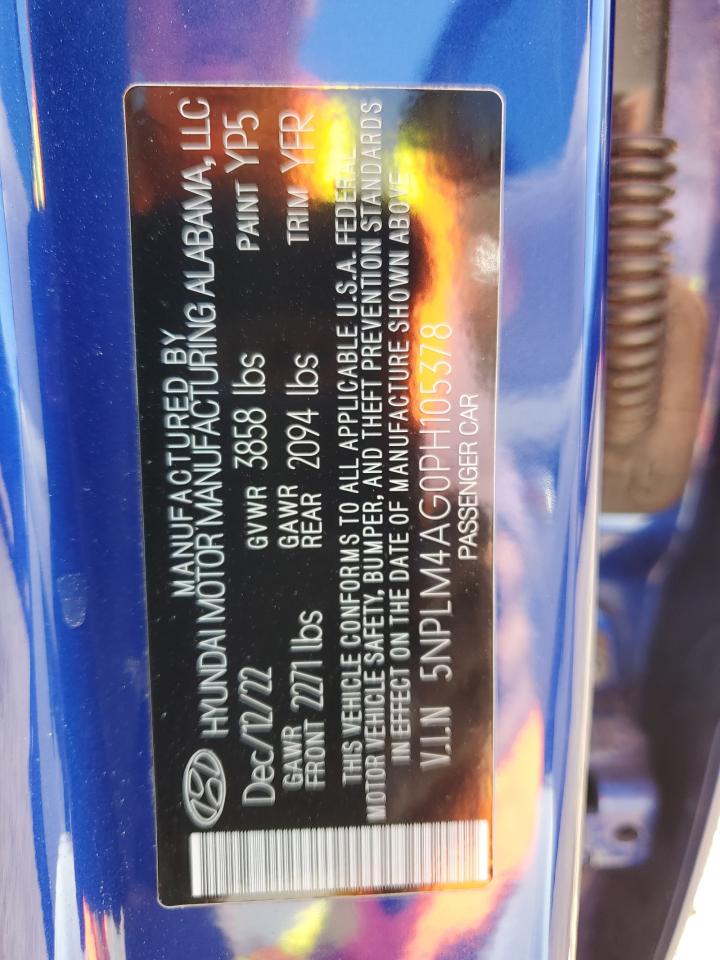 MANUFACTURED BY
HYUNDAI MOTOR MANUFACTURING ALABAMA, LLC
Dec/12/22 GVWR 3858 lbs PAINT YP5
GAWR FRONT 2271 lbs GAWR REAR 2094 lbs TRIM YFR
THIS VEHICLE CONFORMS TO ALL APPLICABLE U.S.A. FEDERAL
MOTOR VEHICLE SAFETY, BUMPER, AND THEFT PREVENTION STANDARDS
IN EFFECT ON THE DATE OF MANUFACTURE SHOWN ABOVE
V.I.N 5NPLM4AG0PH105378
PASSENGER CAR